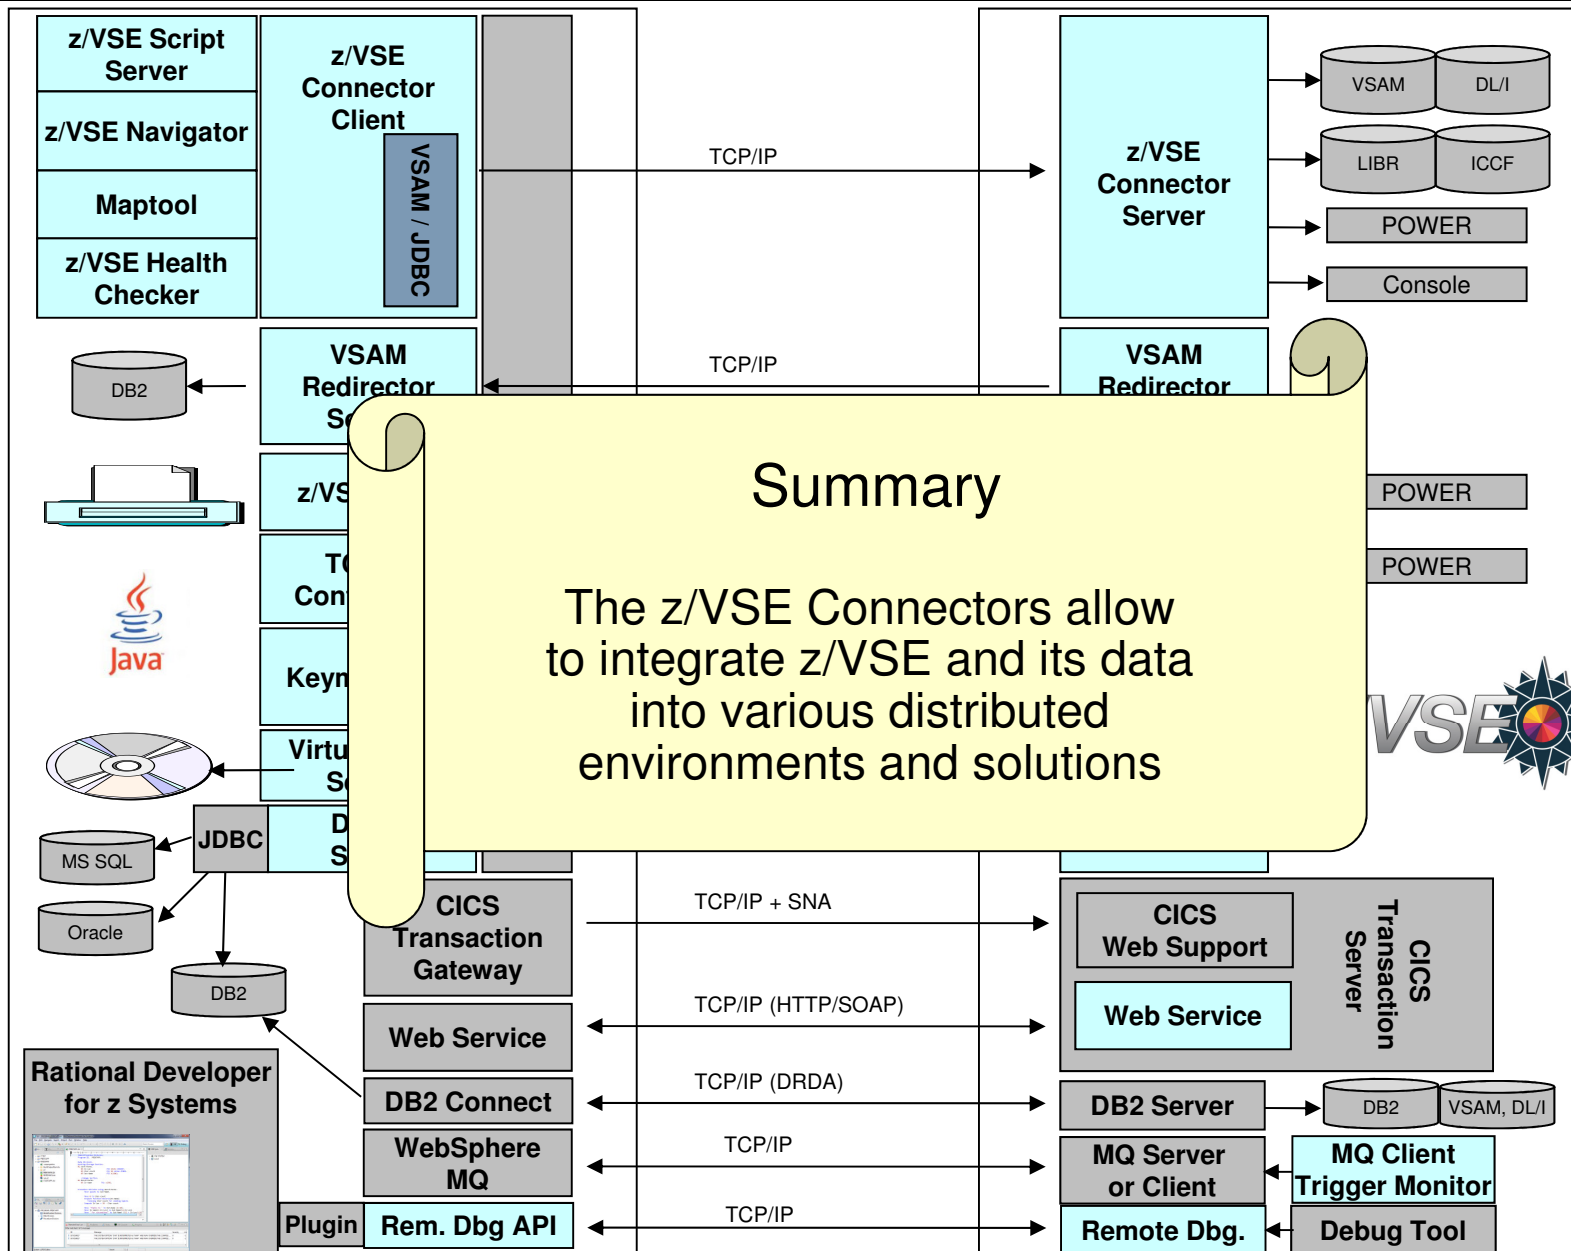 z/VSE Script
Server
z/VSE Navigator
Maptool
z/VSE Health
Checker
z/VSE
Connector
Client
VSAM / JDBC
TCP/IP
z/VSE
Connector
Server
VSAM
DL/I
LIBR
ICCF
POWER
Console
DB2
VSAM
Redirector
TCP/IP
VSAM
Redirector
Summary
The z/VSE Connectors allow
to integrate z/VSE and its data
into various distributed
environments and solutions
POWER
POWER
Java
VSE
JDBC
MS SQL
Oracle
DB2
CICS
Transaction
Gateway
TCP/IP + SNA
CICS
Web Support
CICS
Transaction
Server
Web Service
TCP/IP (HTTP/SOAP)
Web Service
Rational Developer
for z Systems
DB2 Connect
TCP/IP (DRDA)
DB2 Server
DB2
VSAM, DL/I
WebSphere
MQ
TCP/IP
MQ Server
or Client
MQ Client
Trigger Monitor
Plugin
Rem. Dbg API
TCP/IP
Remote Dbg.
Debug Tool